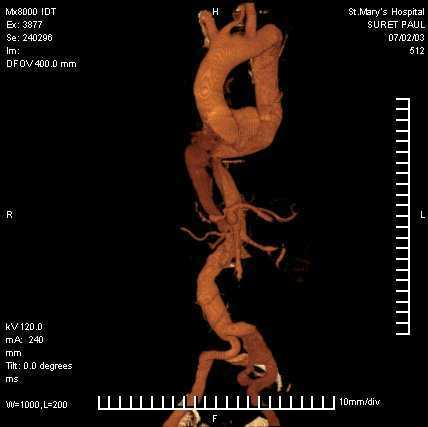 Mx8000 IDT
Ex: 3877
Se: 240296
Im:
DFOV 400.0 mm
H
St.Mary's Hospital
SURET PAUL
07/02/03
512
R
L
kV 120.0
mA: 240
mm
Tilt: 0.0 degrees
ms
W=1000,L=200
10mm/div
F